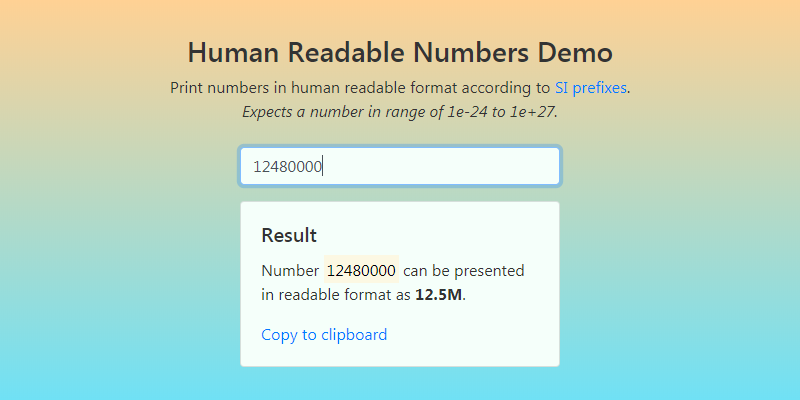 Human Readable Numbers Demo
Print numbers in human readable format according to SI prefixes.
Expects a number in range of 1e-24 to 1e+27.
12480000
Result
Number 12480000 can be presented
in readable format as 12.5M.
Copy to clipboard